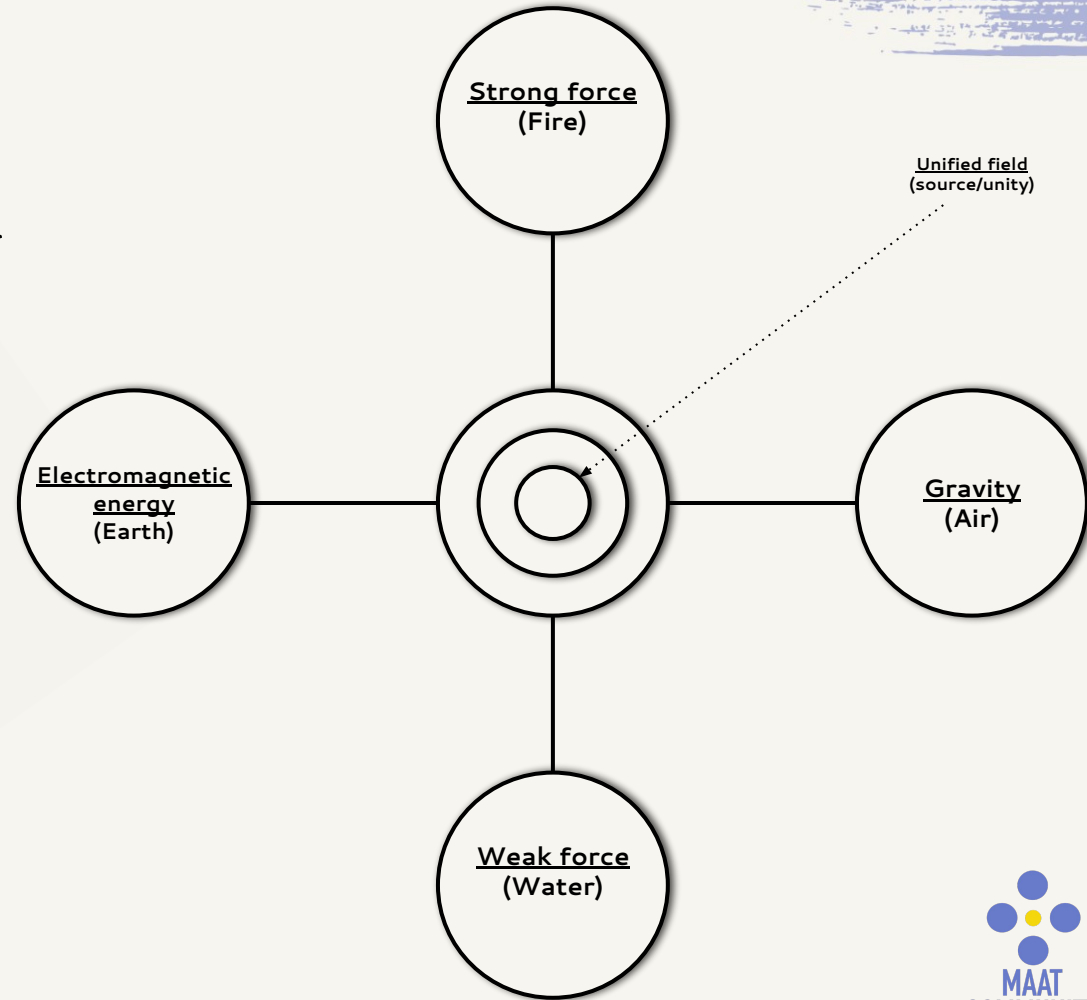 Strong force
(Fire)
Unified field
(source/unity)
Electromagnetic
energy
(Earth)
Gravity
(Air)
Weak force
(Water)
MAAT